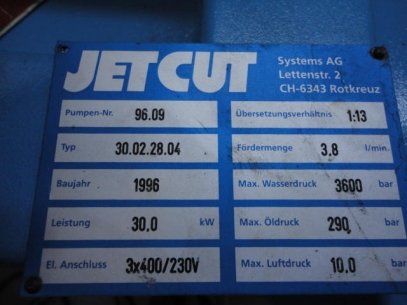 JET CUT
Systems AG
Lettenstr. 2
CH-6343 Rotkreuz
Pumpen-Nr. 96.09
Übersetzungsverhältnis 1:13
Typ 30.02.28.04
Fördermenge 3.8 l/min.
Baujahr 1996
Max. Wasserdruck 3600 bar
Leistung 30.0 kW
Max. Öldruck 290 bar
El. Anschluss 3x400/230V
Max. Luftdruck 10.0 bar